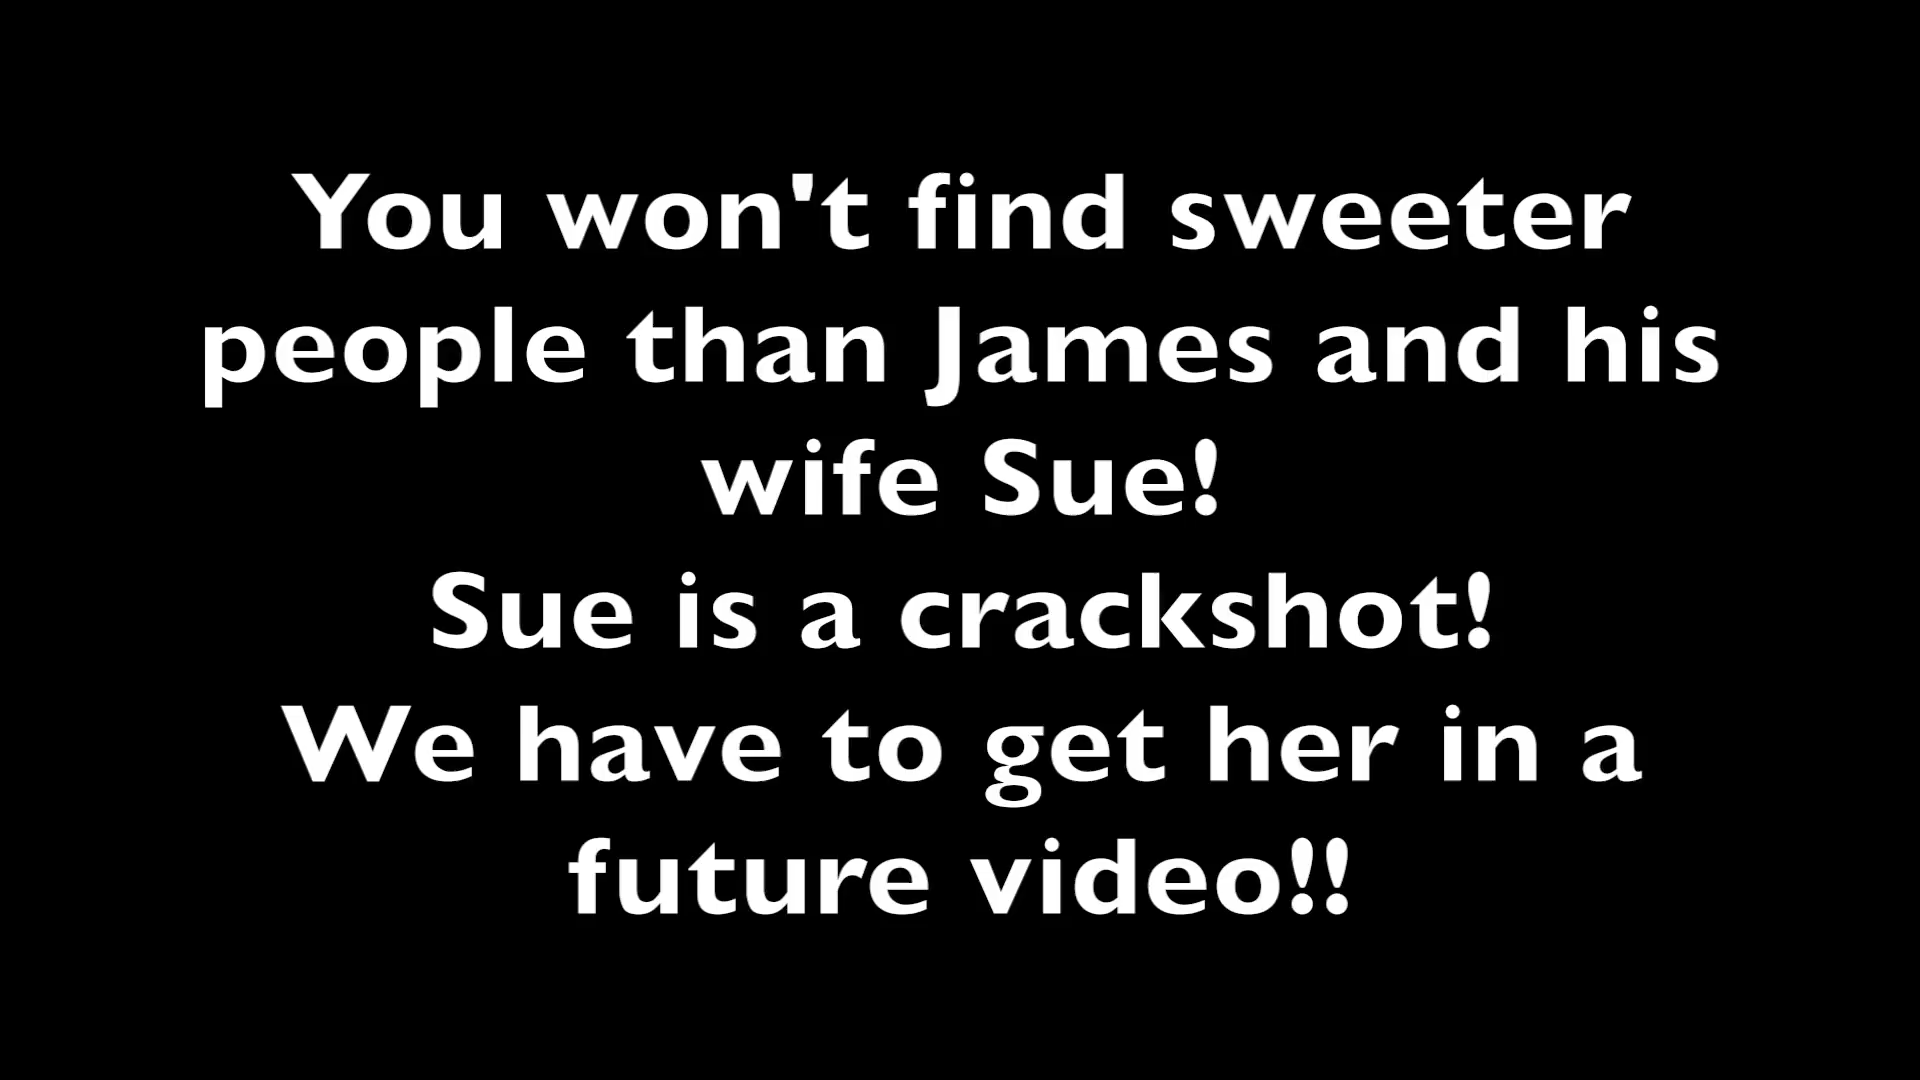 You won't find sweeter
people than James and his
wife Sue!
Sue is a crackshot!
We have to get her in a
future video!!